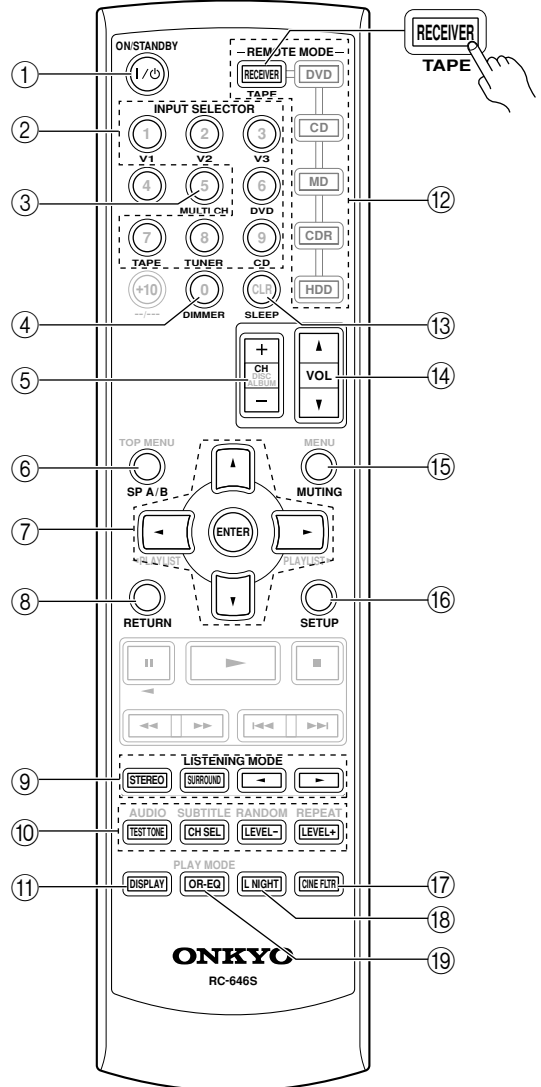 ON/STANDBY
REMOTE MODE
RECEIVER
DVD
TAPE
RECEIVER
TAPE
①
I/⏻
INPUT SELECTOR
②
1 2 3
V1 V2 V3
CD
4 5 6
MULTI CH DVD
③
MD
⑫
7 8 9
TAPE TUNER CD
CDR
+10 0 CLR
--/--- DIMMER SLEEP
HDD
④
⑬
⑤
+
CH
DISC
ALBUM
−
▲
VOL
▼
⑭
TOP MENU MENU
⑥
SP A/B MUTING
⑮
⑦
▲
◄ ENTER ►
PLAYLIST PLAYLIST
▼
⑧
RETURN SETUP
⑯
LISTENING MODE
⑨
STEREO SURROUND ◄ ►
AUDIO SUBTITLE RANDOM REPEAT
⑩
TEST TONE CH SEL LEVEL- LEVEL+
PLAY MODE
⑪
DISPLAY OR-EQ L NIGHT CINE FLTR
⑰
⑱
⑲
ONKYO
RC-646S